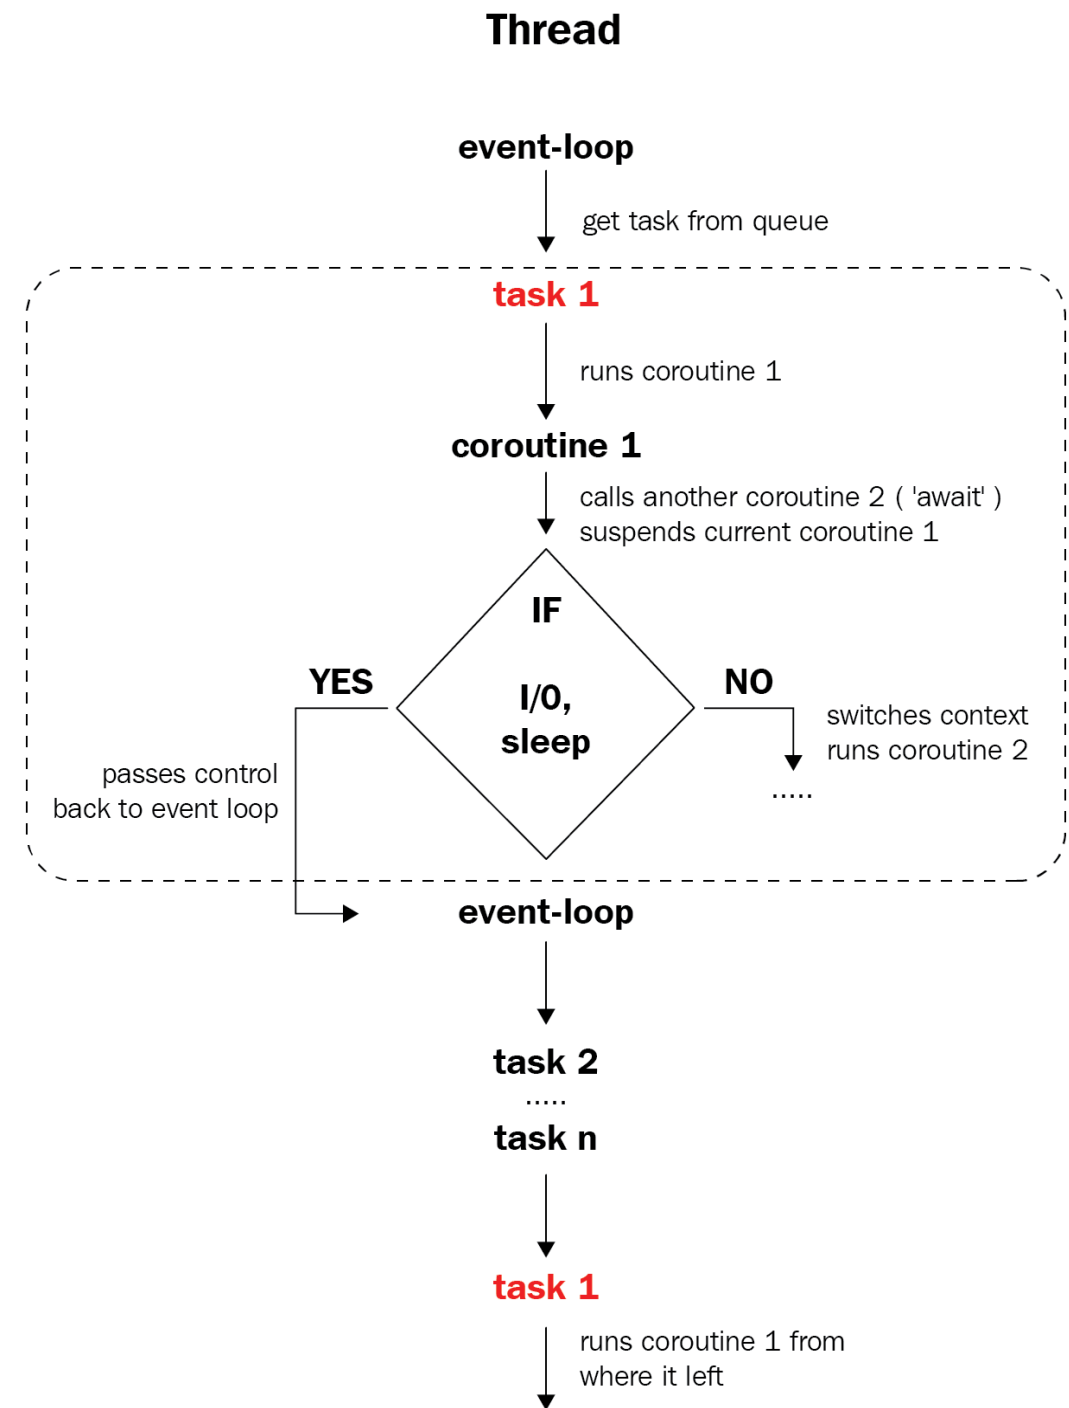 Thread
event-loop
get task from queue
task 1
runs coroutine 1
coroutine 1
calls another coroutine 2 ( 'await' )
suspends current coroutine 1
IF
I/O,
sleep
YES
NO
switches context
runs coroutine 2
.....
passes control
back to event loop
event-loop
task 2
.....
task n
task 1
runs coroutine 1 from
where it left